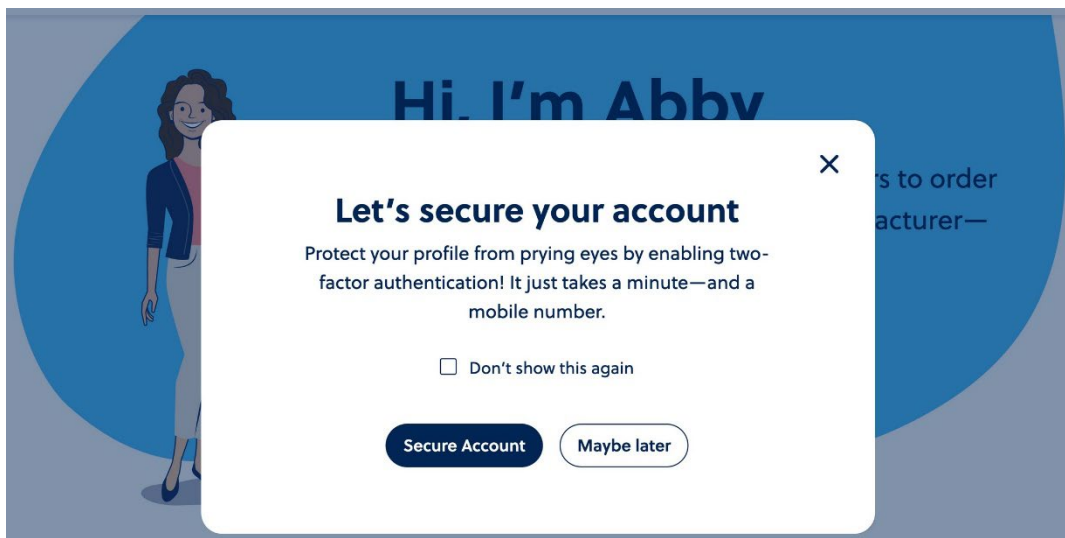 Hi, I'm Abby
rs to order
acturer—
Let's secure your account
Protect your profile from prying eyes by enabling two-
factor authentication! It just takes a minute—and a
mobile number.
Don't show this again
Secure Account
Maybe later